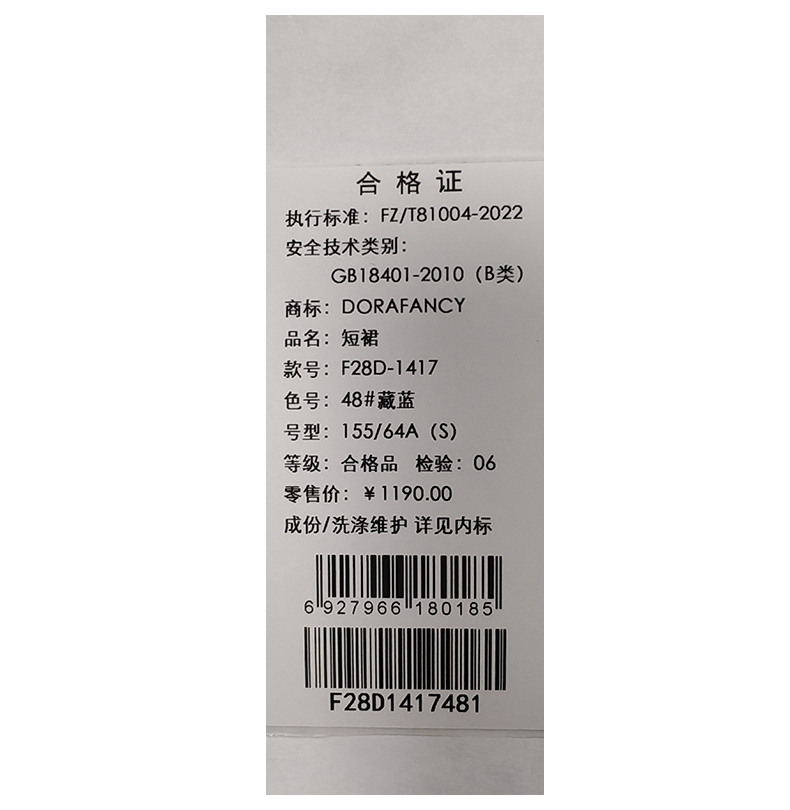 合格证
执行标准：FZ/T81004-2022
安全技术类别：
GB18401-2010（B类）
商标：DORAFANCY
品名：短裙
款号：F28D-1417
色号：48#藏蓝
号型：155/64A（S）
等级：合格品 检验：06
零售价：￥1190.00
成份/洗涤维护 详见内标
6 927966 180185
F28D1417481